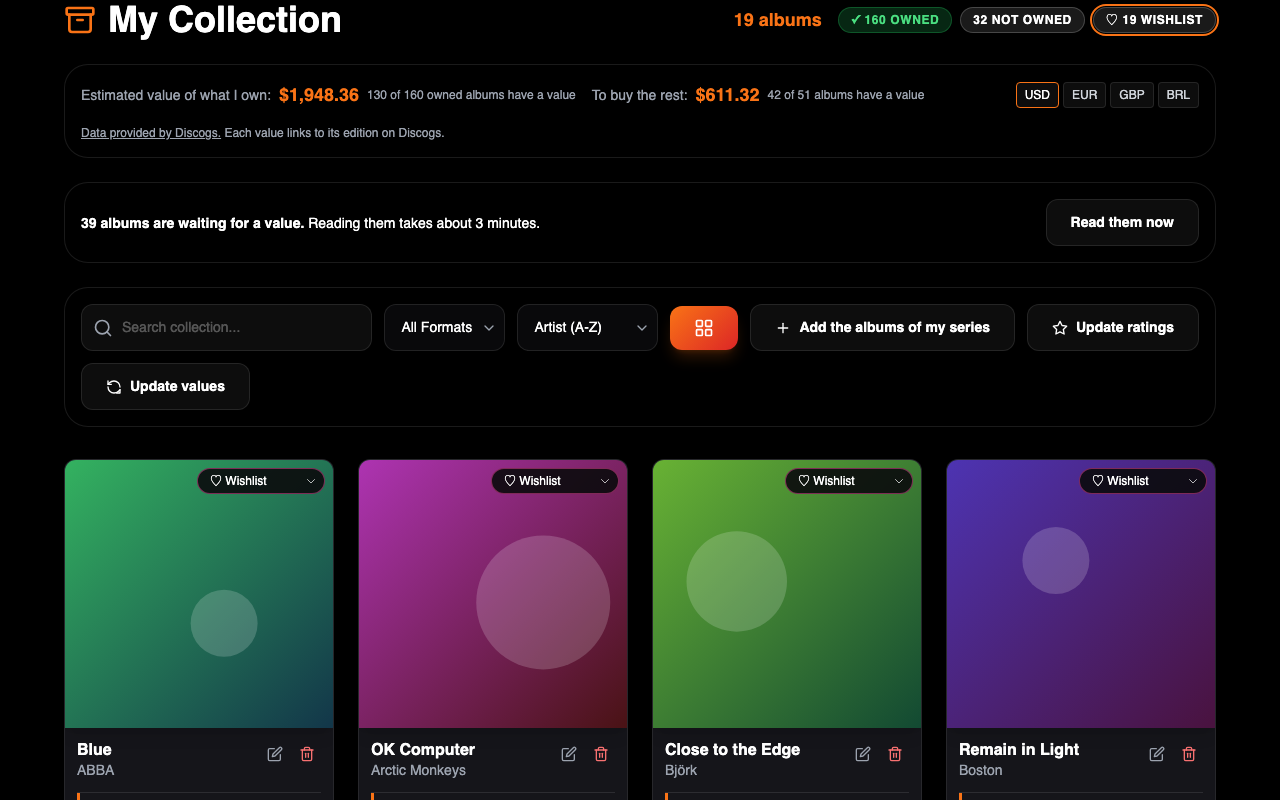 My Collection
19 albums ✓ 160 OWNED 32 NOT OWNED ♡ 19 WISHLIST
Estimated value of what I own: $1,948.36 130 of 160 owned albums have a value To buy the rest: $611.32 42 of 51 albums have a value USD EUR GBP BRL
Data provided by Discogs. Each value links to its edition on Discogs.
39 albums are waiting for a value. Reading them takes about 3 minutes. Read them now
Search collection... All Formats Artist (A-Z) Add the albums of my series Update ratings
Update values
♡ Wishlist ♡ Wishlist ♡ Wishlist ♡ Wishlist
Blue OK Computer Close to the Edge Remain in Light
ABBA Arctic Monkeys Björk Boston